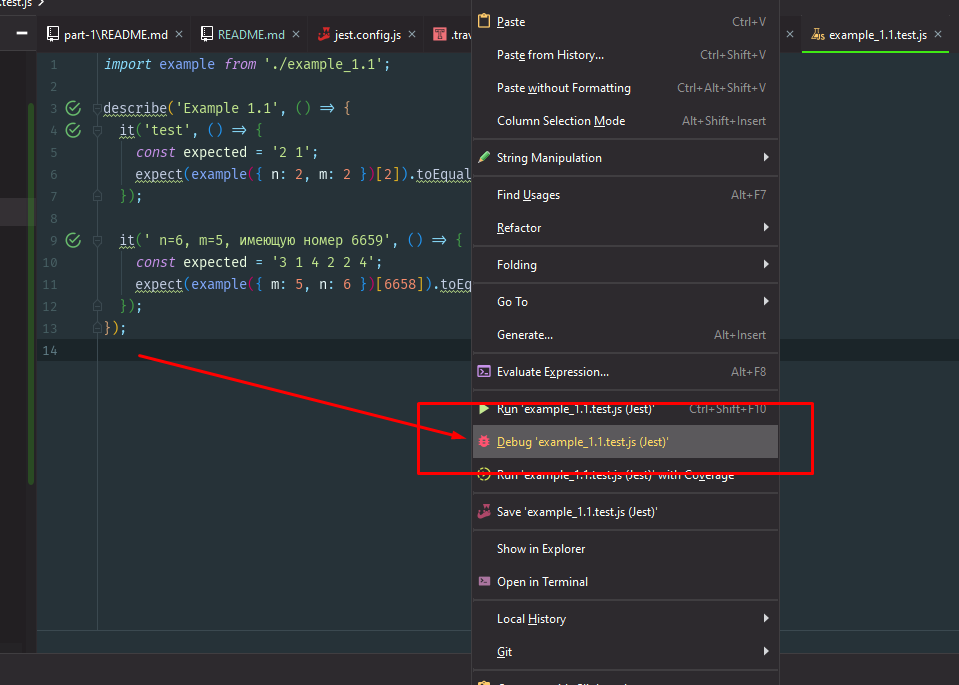 .test.js
part-1\README.md
README.md
jest.config.js
.trav
example_1.1.test.js
1 import example from './example_1.1';
2
3 describe('Example 1.1', () => {
4 it('test', () => {
5 const expected = '2 1';
6 expect(example({ n: 2, m: 2 })[2]).toEqual
7 });
8
9 it(' n=6, m=5, имеющую номер 6659', () => {
10 const expected = '3 1 4 2 2 4';
11 expect(example({ m: 5, n: 6 })[6658]).toEq
12 });
13 });
14
Paste Ctrl+V
Paste from History... Ctrl+Shift+V
Paste without Formatting Ctrl+Alt+Shift+V
Column Selection Mode Alt+Shift+Insert
String Manipulation
Find Usages Alt+F7
Refactor
Folding
Go To
Generate... Alt+Insert
Evaluate Expression... Alt+F8
Run 'example_1.1.test.js (Jest)' Ctrl+Shift+F10
Debug 'example_1.1.test.js (Jest)'
Run 'example_1.1.test.js (Jest)' with Coverage
Save 'example_1.1.test.js (Jest)'
Show in Explorer
Open in Terminal
Local History
Git